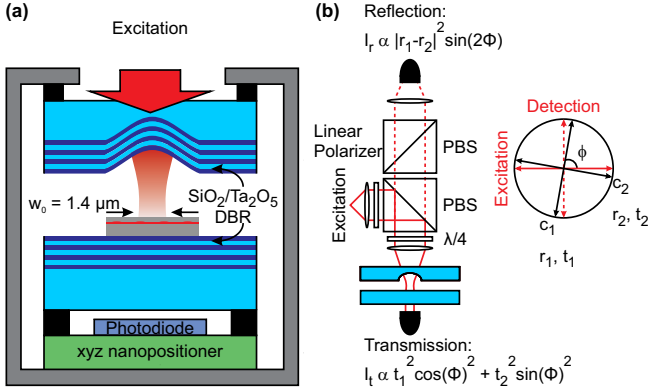 (a)
Excitation
SiO₂/Ta₂O₅
DBR
w₀ = 1.4 µm
Photodiode
xyz nanopositioner
(b)
Reflection:
I_r α |r₁-r₂|² sin(2Φ)
Linear
Polarizer
PBS
Excitation
PBS
λ/4
Detection
Excitation
ϕ
c₂
c₁
r₂, t₂
r₁, t₁
Transmission:
I_t α t₁² cos(Φ)² + t₂² sin(Φ)²